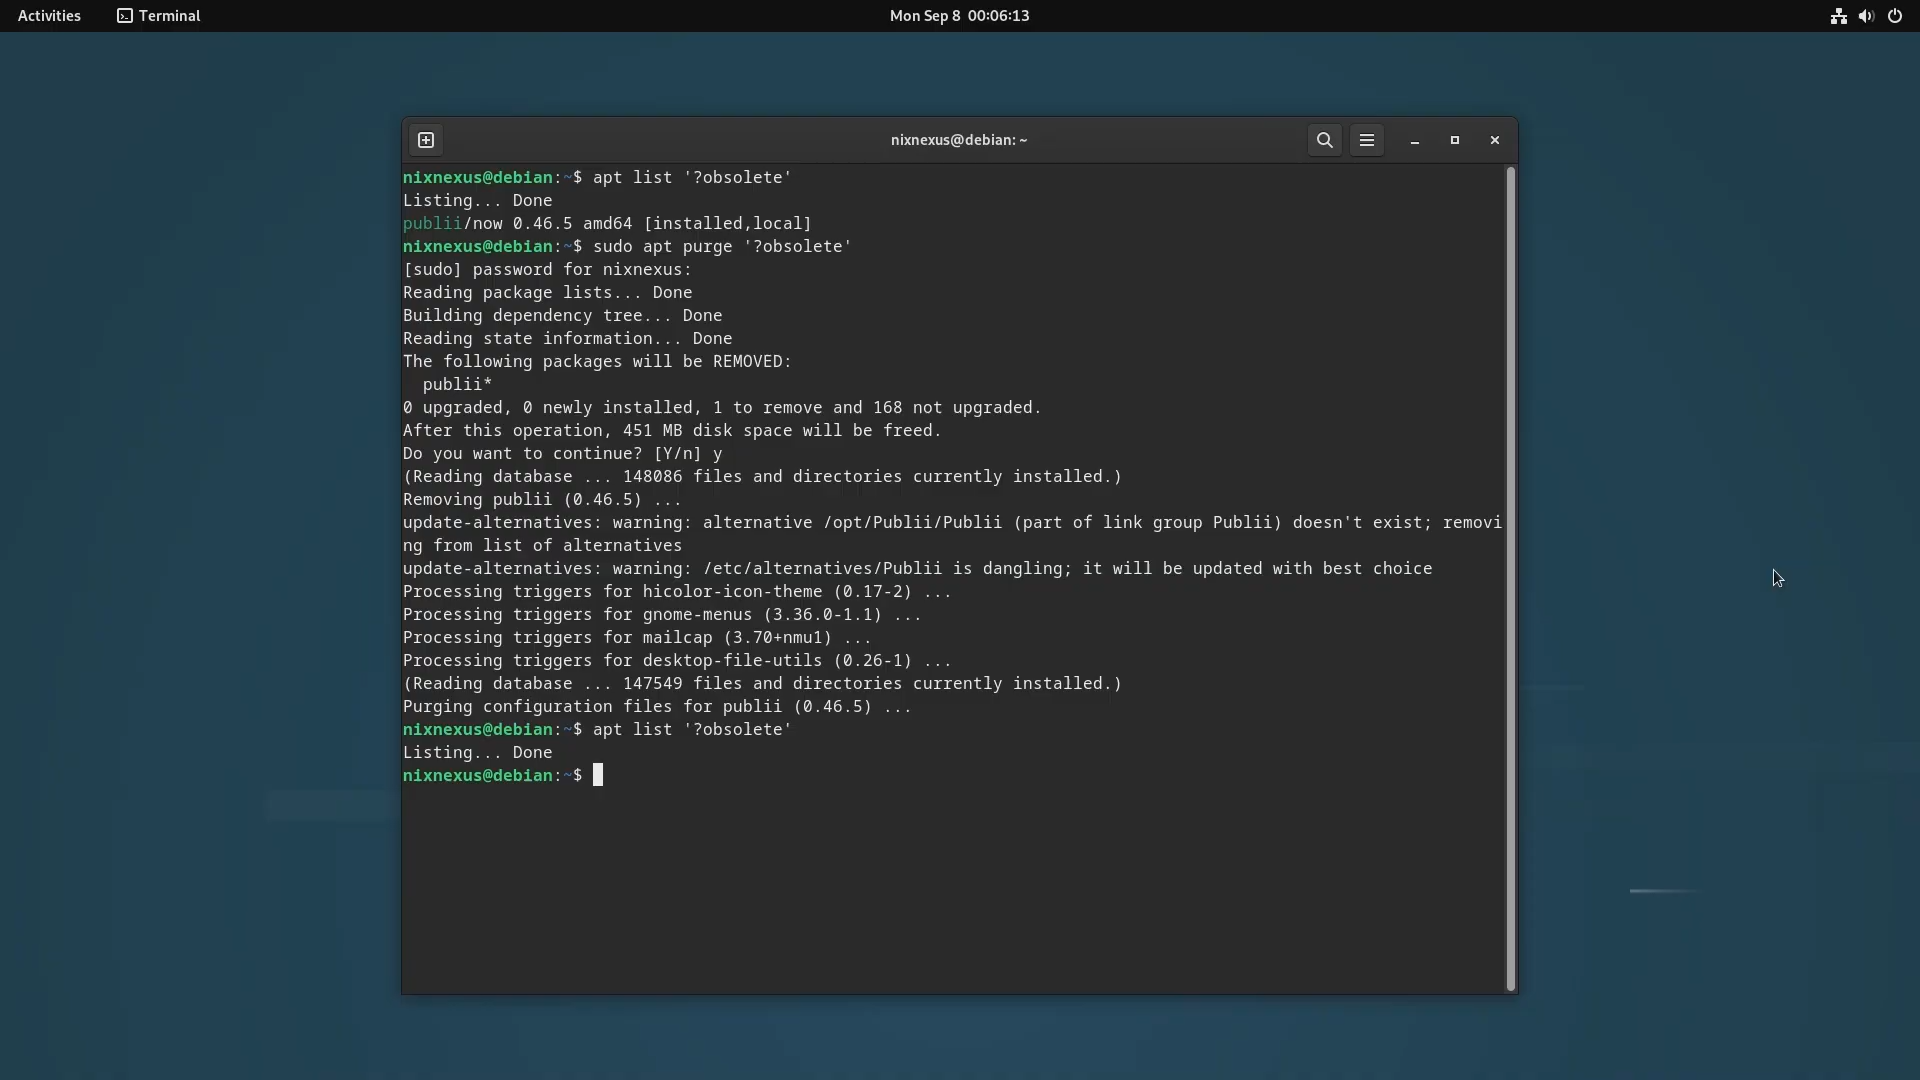 Activities
Terminal
Mon Sep 8 00:06:13
nixnexus@debian: ~
nixnexus@debian:~$ apt list '?obsolete'
Listing... Done
publii/now 0.46.5 amd64 [installed,local]
nixnexus@debian:~$ sudo apt purge '?obsolete'
[sudo] password for nixnexus:
Reading package lists... Done
Building dependency tree... Done
Reading state information... Done
The following packages will be REMOVED:
  publii*
0 upgraded, 0 newly installed, 1 to remove and 168 not upgraded.
After this operation, 451 MB disk space will be freed.
Do you want to continue? [Y/n] y
(Reading database ... 148086 files and directories currently installed.)
Removing publii (0.46.5) ...
update-alternatives: warning: alternative /opt/Publii/Publii (part of link group Publii) doesn't exist; removi
ng from list of alternatives
update-alternatives: warning: /etc/alternatives/Publii is dangling; it will be updated with best choice
Processing triggers for hicolor-icon-theme (0.17-2) ...
Processing triggers for gnome-menus (3.36.0-1.1) ...
Processing triggers for mailcap (3.70+nmu1) ...
Processing triggers for desktop-file-utils (0.26-1) ...
(Reading database ... 147549 files and directories currently installed.)
Purging configuration files for publii (0.46.5) ...
nixnexus@debian:~$ apt list '?obsolete'
Listing... Done
nixnexus@debian:~$